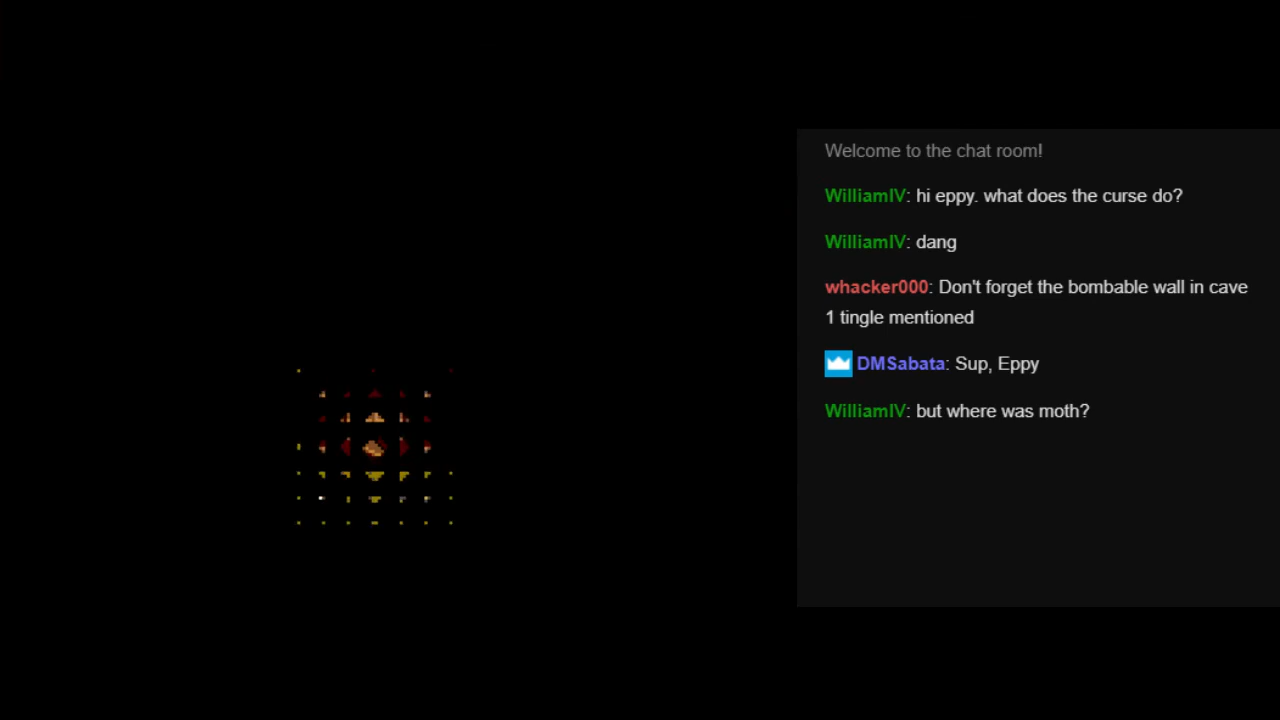 Welcome to the chat room!
WilliamIV: hi eppy. what does the curse do?
WilliamIV: dang
whacker000: Don't forget the bombable wall in cave
1 tingle mentioned
DMSabata: Sup, Eppy
WilliamIV: but where was moth?